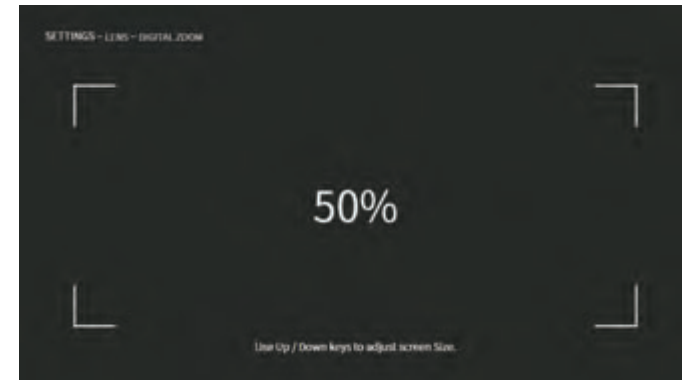 SETTINGS – LENS – DIGITAL ZOOM
50%
Use Up / Down keys to adjust screen Size.